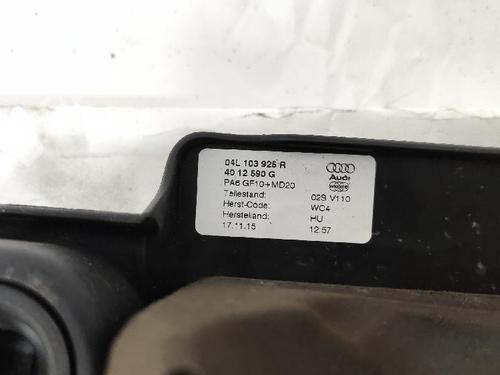 04L 103 925 R
40 12 590 G
PA6 GF10+MD20
Audi
Teilestand: 02S V110
Herst-Code: WC4
Herstelland: HU
17.11.15 12:57